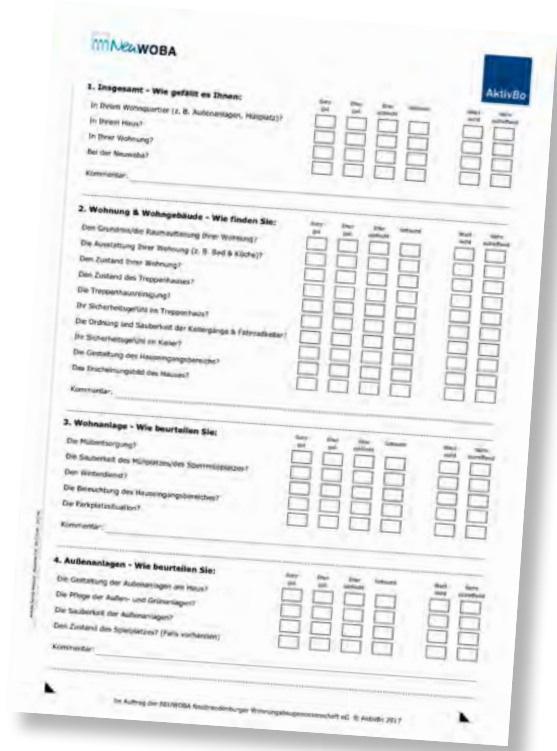 NeuWOBA
AktivBo
1. Insgesamt - Wie gefällt es Ihnen:
In Ihrem Wohnquartier (z. B. Außenanlagen, Müllplatz)?
In Ihrem Haus?
In Ihrer Wohnung?
Bei der Neuwoba?
Kommentar:
2. Wohnung & Wohngebäude - Wie finden Sie:
Den Grundriss/die Raumaufteilung Ihrer Wohnung?
Die Ausstattung Ihrer Wohnung (z. B. Bad & Küche)?
Den Zustand Ihrer Wohnung?
Den Zustand des Treppenhauses?
Die Treppenhausreinigung?
Ihr Sicherheitsgefühl im Treppenhaus?
Die Ordnung und Sauberkeit der Kellergänge & Fahrradkeller?
Ihr Sicherheitsgefühl im Keller?
Die Gestaltung des Hauseingangsbereichs?
Das Erscheinungsbild des Hauses?
Kommentar:
3. Wohnanlage - Wie beurteilen Sie:
Die Müllentsorgung?
Die Sauberkeit des Müllplatzes/des Sperrmüllplatzes?
Den Winterdienst?
Die Beleuchtung des Hauseingangsbereiches?
Die Parkplatzsituation?
Kommentar:
4. Außenanlagen - Wie beurteilen Sie:
Die Gestaltung der Außenanlagen am Haus?
Die Pflege der Außen- und Grünanlagen?
Die Sauberkeit der Außenanlagen?
Den Zustand des Spielplatzes? (Falls vorhanden)
Kommentar:
Im Auftrag der NEUWOBA Neubrandenburger Wohnungsbaugenossenschaft eG © AktivBo 2017